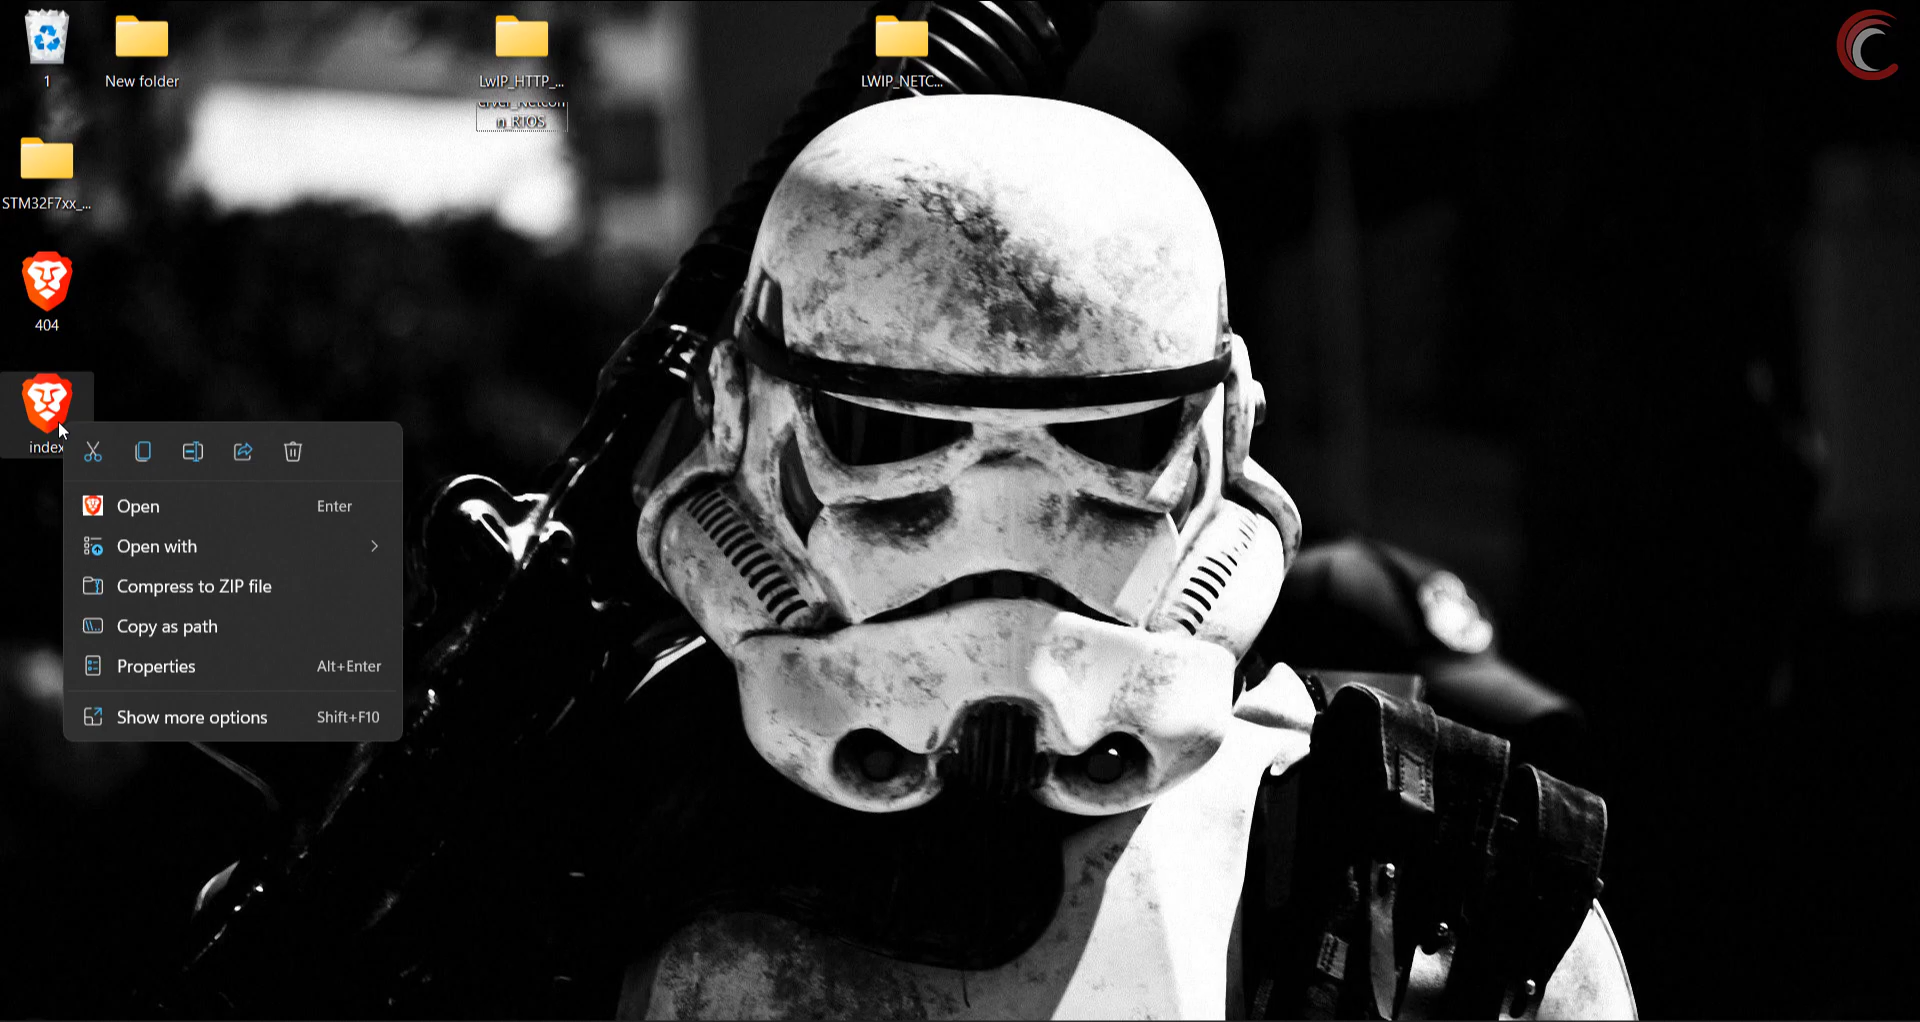 1
New folder
LwIP_HTTP_...
LWIP_NETC...
n_RTOS
STM32F7xx_...
404
index
Open Enter
Open with
Compress to ZIP file
Copy as path
Properties Alt+Enter
Show more options Shift+F10